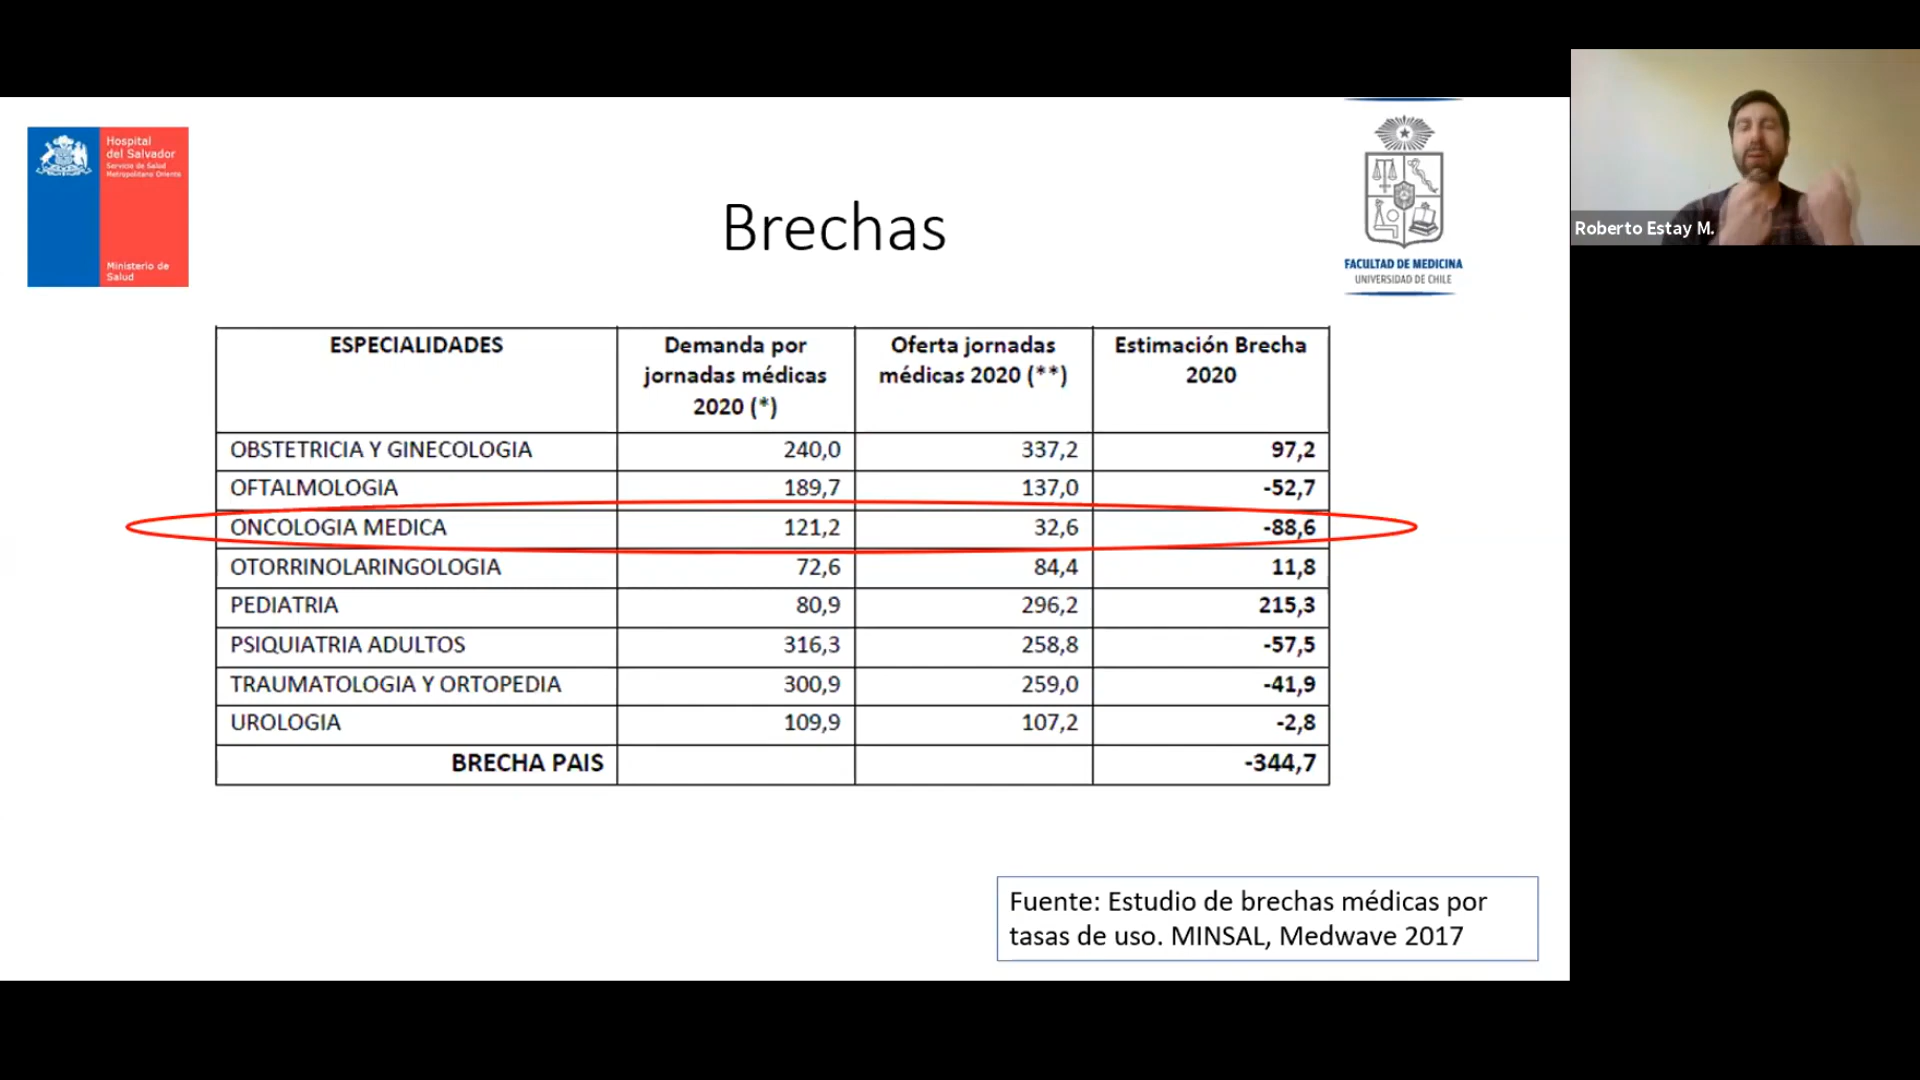 Hospital
del Salvador
Servicio de Salud
Metropolitano Oriente
Ministerio de
Salud
Brechas
FACULTAD DE MEDICINA
UNIVERSIDAD DE CHILE
Roberto Estay M.
ESPECIALIDADES
Demanda por
jornadas médicas
2020 (*)
Oferta jornadas
médicas 2020 (**)
Estimación Brecha
2020
OBSTETRICIA Y GINECOLOGIA 240,0 337,2 97,2
OFTALMOLOGIA 189,7 137,0 -52,7
ONCOLOGIA MEDICA 121,2 32,6 -88,6
OTORRINOLARINGOLOGIA 72,6 84,4 11,8
PEDIATRIA 80,9 296,2 215,3
PSIQUIATRIA ADULTOS 316,3 258,8 -57,5
TRAUMATOLOGIA Y ORTOPEDIA 300,9 259,0 -41,9
UROLOGIA 109,9 107,2 -2,8
BRECHA PAIS -344,7
Fuente: Estudio de brechas médicas por
tasas de uso. MINSAL, Medwave 2017